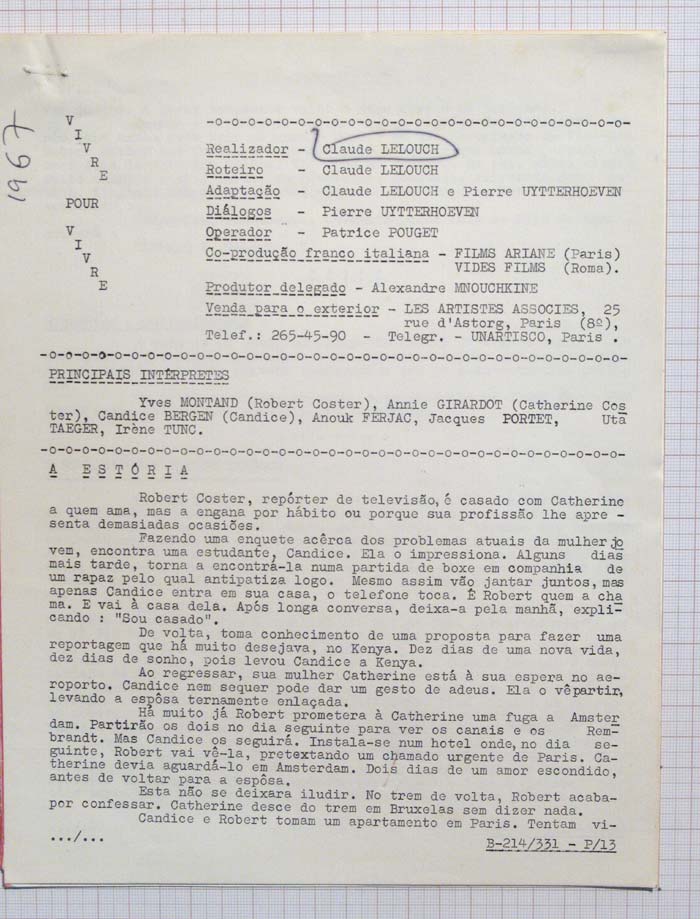 1967
VIVRE
POUR
VIVRE
-o-o-o-o-o-o-o-o-o-o-o-o-o-o-o-o-o-o-o-o-o-o-o-
Realizador - Claude LELOUCH
Roteiro - Claude LELOUCH
Adaptação - Claude LELOUCH e Pierre UYTTERHOEVEN
Diálogos - Pierre UYTTERHOEVEN
Operador - Patrice POUGET
Co-produção franco italiana - FILMS ARIANE (Paris)
VIDES FILMS (Roma).
Produtor delegado - Alexandre MNOUCHKINE
Venda para o exterior - LES ARTISTES ASSOCIES, 25
rue d'Astorg, Paris (8º),
Telef.: 265-45-90 - Telegr. - UNARTISCO, Paris .
-o-o-o-o-o-o-o-o-o-o-o-o-o-o-o-o-o-o-o-o-o-o-o-o-o-o-o-o-o-o-o-
PRINCIPAIS INTÉRPRETES
Yves MONTAND (Robert Coster), Annie GIRARDOT (Catherine Cos
ter), Candice BERGEN (Candice), Anouk FERJAC, Jacques PORTET, Uta
TAEGER, Irène TUNC.
-o-o-o-o-o-o-o-o-o-o-o-o-o-o-o-o-o-o-o-o-o-o-o-o-o-o-o-o-o-o-o-
A ESTÓRIA
Robert Coster, repórter de televisão, é casado com Catherine
a quem ama, mas a engana por hábito ou porque sua profissão lhe apre -
senta demasiadas ocasiões.
Fazendo uma enquete acêrca dos problemas atuais da mulher jo
vem, encontra uma estudante, Candice. Ela o impressiona. Alguns dias
mais tarde, torna a encontrá-la numa partida de boxe em companhia de
um rapaz pelo qual antipatiza logo. Mesmo assim vão jantar juntos, mas
apenas Candice entra em sua casa, o telefone toca. É Robert quem a cha
ma. E vai à casa dela. Após longa conversa, deixa-a pela manhã, expli-
cando : "Sou casado".
De volta, toma conhecimento de uma proposta para fazer uma
reportagem que há muito desejava, no Kenya. Dez dias de uma nova vida,
dez dias de sonho, pois levou Candice a Kenya.
Ao regressar, sua mulher Catherine está à sua espera no ae-
roporto. Candice nem sequer pode dar um gesto de adeus. Ela o vê partir,
levando a espôsa ternamente enlaçada.
Há muito já Robert prometera à Catherine uma fuga a Amster
dam. Partirão os dois no dia seguinte para ver os canais e os Rem-
brandt. Mas Candice os seguirá. Instala-se num hotel onde, no dia se-
guinte, Robert vai vê-la, pretextando um chamado urgente de Paris. Ca-
therine devia aguardá-lo em Amsterdam. Dois dias de um amor escondido,
antes de voltar para a espôsa.
Esta não se deixara iludir. No trem de volta, Robert acaba-
por confessar. Catherine desce do trem em Bruxelas sem dizer nada.
Candice e Robert tomam um apartamento em Paris. Tentam vi-
.../...
B-214/331 - P/13